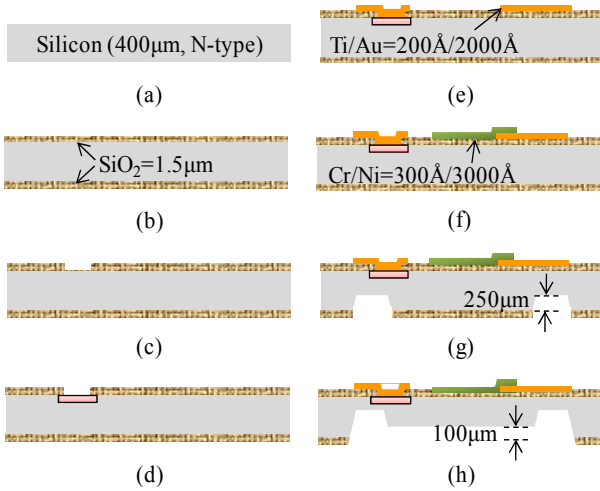 Silicon (400μm, N-type)
(a)
SiO₂=1.5μm
(b)
(c)
(d)
Ti/Au=200Å/2000Å
(e)
Cr/Ni=300Å/3000Å
(f)
250μm
(g)
100μm
(h)